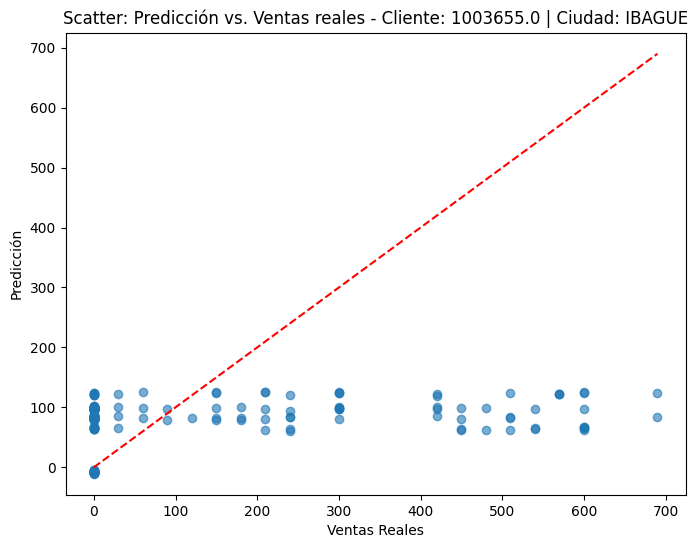 Scatter: Predicción vs. Ventas reales - Cliente: 1003655.0 | Ciudad: IBAGUE
700
600
500
400
300
200
100
0
Predicción
0 100 200 300 400 500 600 700
Ventas Reales